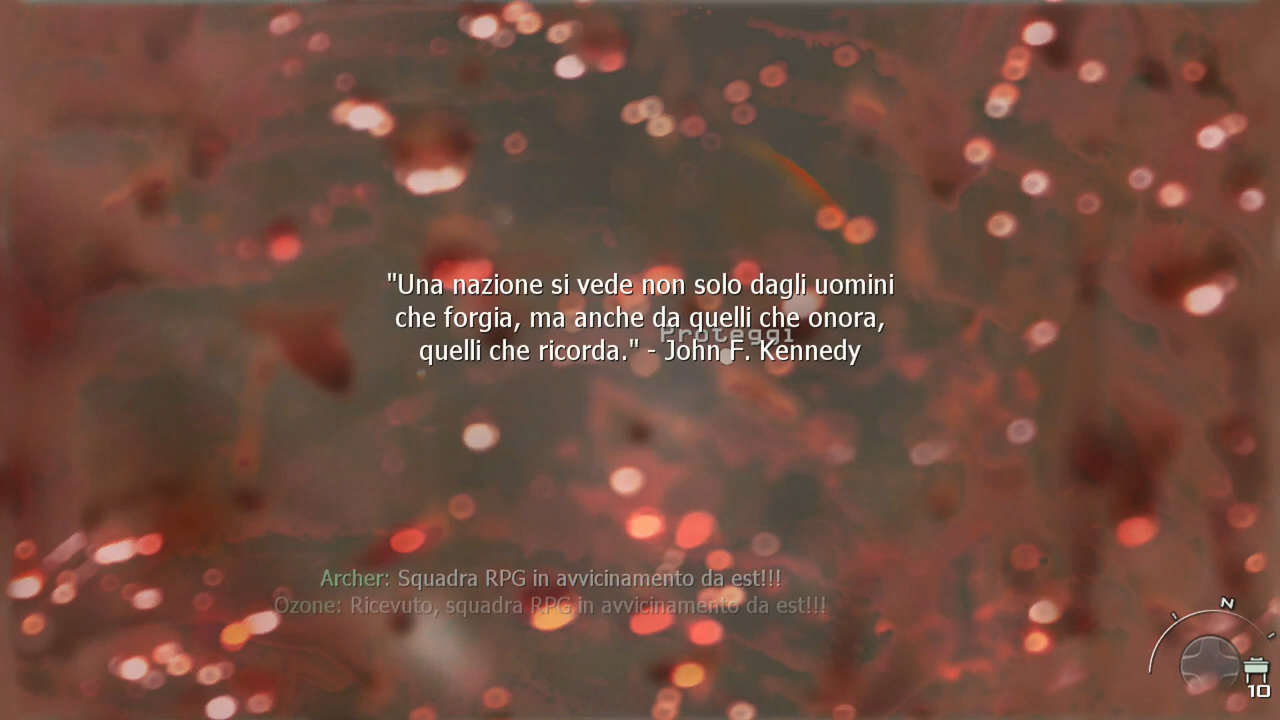 "Una nazione si vede non solo dagli uomini
che forgia, ma anche da quelli che onora,
Proteggi
quelli che ricorda." - John F. Kennedy
Archer: Squadra RPG in avvicinamento da est!!!
Ozone: Ricevuto, squadra RPG in avvicinamento da est!!!
N
10